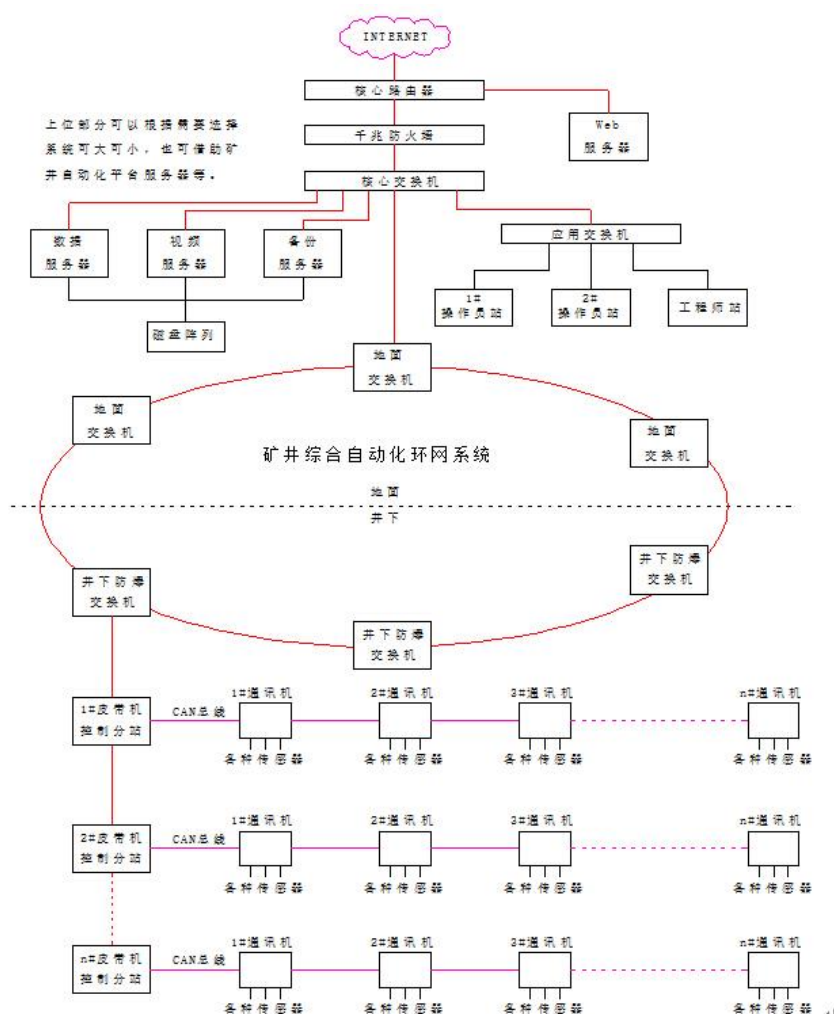 INTERNET
核心路由器
上位部分可以根据需要选择
系统可大可小，也可借助矿
井自动化平台服务器等。
千兆防火墙
Web
服务器
核心交换机
数据
服务器
视频
服务器
备份
服务器
应用交换机
磁盘阵列
1#
操作员站
2#
操作员站
工程师站
地面
交换机
地面
交换机
地面
交换机
矿井综合自动化环网系统
地面
井下
井下防爆
交换机
井下防爆
交换机
井下防爆
交换机
1#皮带机
控制分站
CAN总线
1#通讯机
2#通讯机
3#通讯机
n#通讯机
各种传感器
各种传感器
各种传感器
各种传感器
2#皮带机
控制分站
CAN总线
1#通讯机
2#通讯机
3#通讯机
n#通讯机
各种传感器
各种传感器
各种传感器
各种传感器
n#皮带机
控制分站
CAN总线
1#通讯机
2#通讯机
3#通讯机
n#通讯机
各种传感器
各种传感器
各种传感器
各种传感器